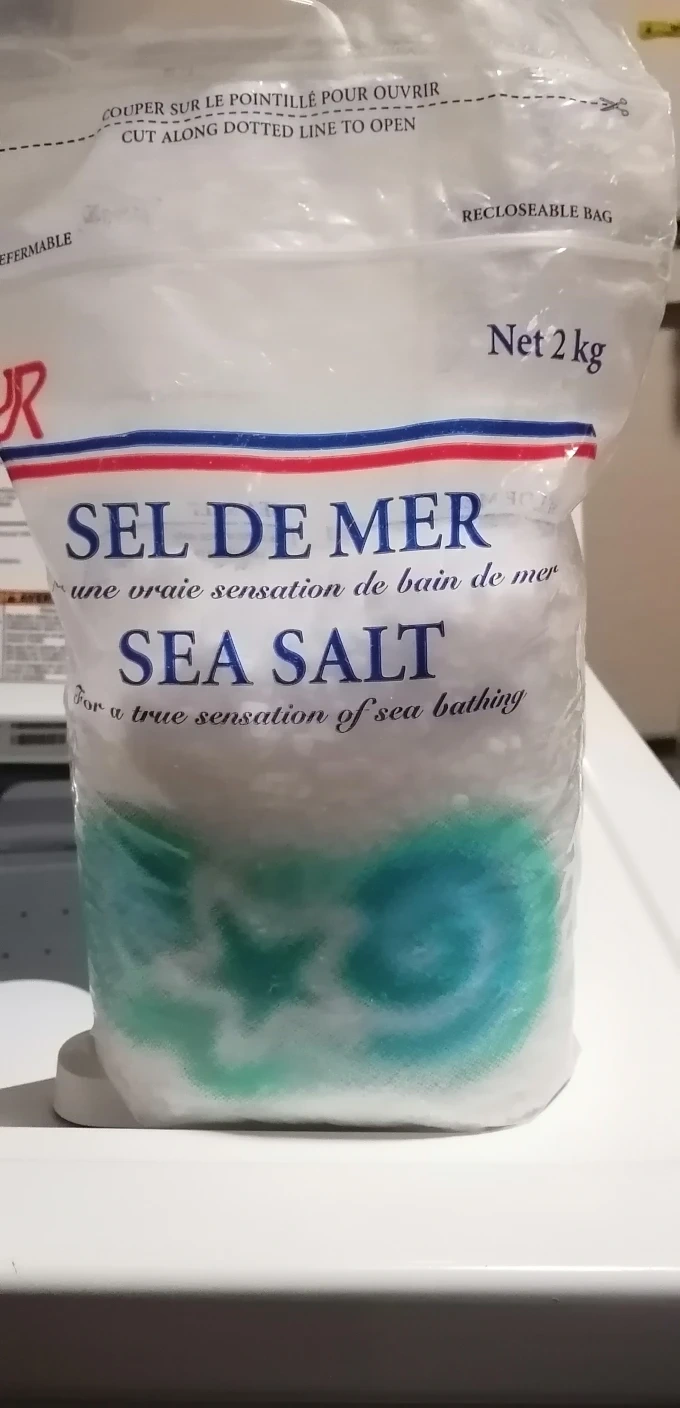 COUPER SUR LE POINTILLÉ POUR OUVRIR
CUT ALONG DOTTED LINE TO OPEN
EFERMABLE
RECLOSEABLE BAG
Net 2 kg
UR
SEL DE MER
une vraie sensation de bain de mer
SEA SALT
For a true sensation of sea bathing